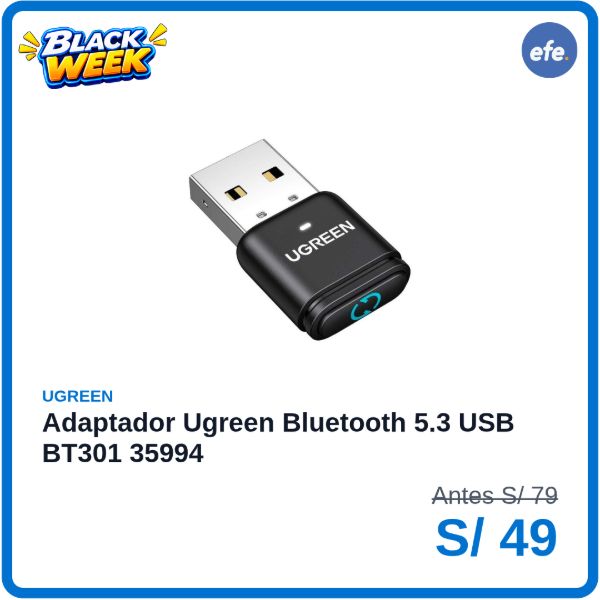 BLACK
WEEK
efe.
UGREEN
UGREEN
Adaptador Ugreen Bluetooth 5.3 USB
BT301 35994
Antes S/ 79
S/ 49